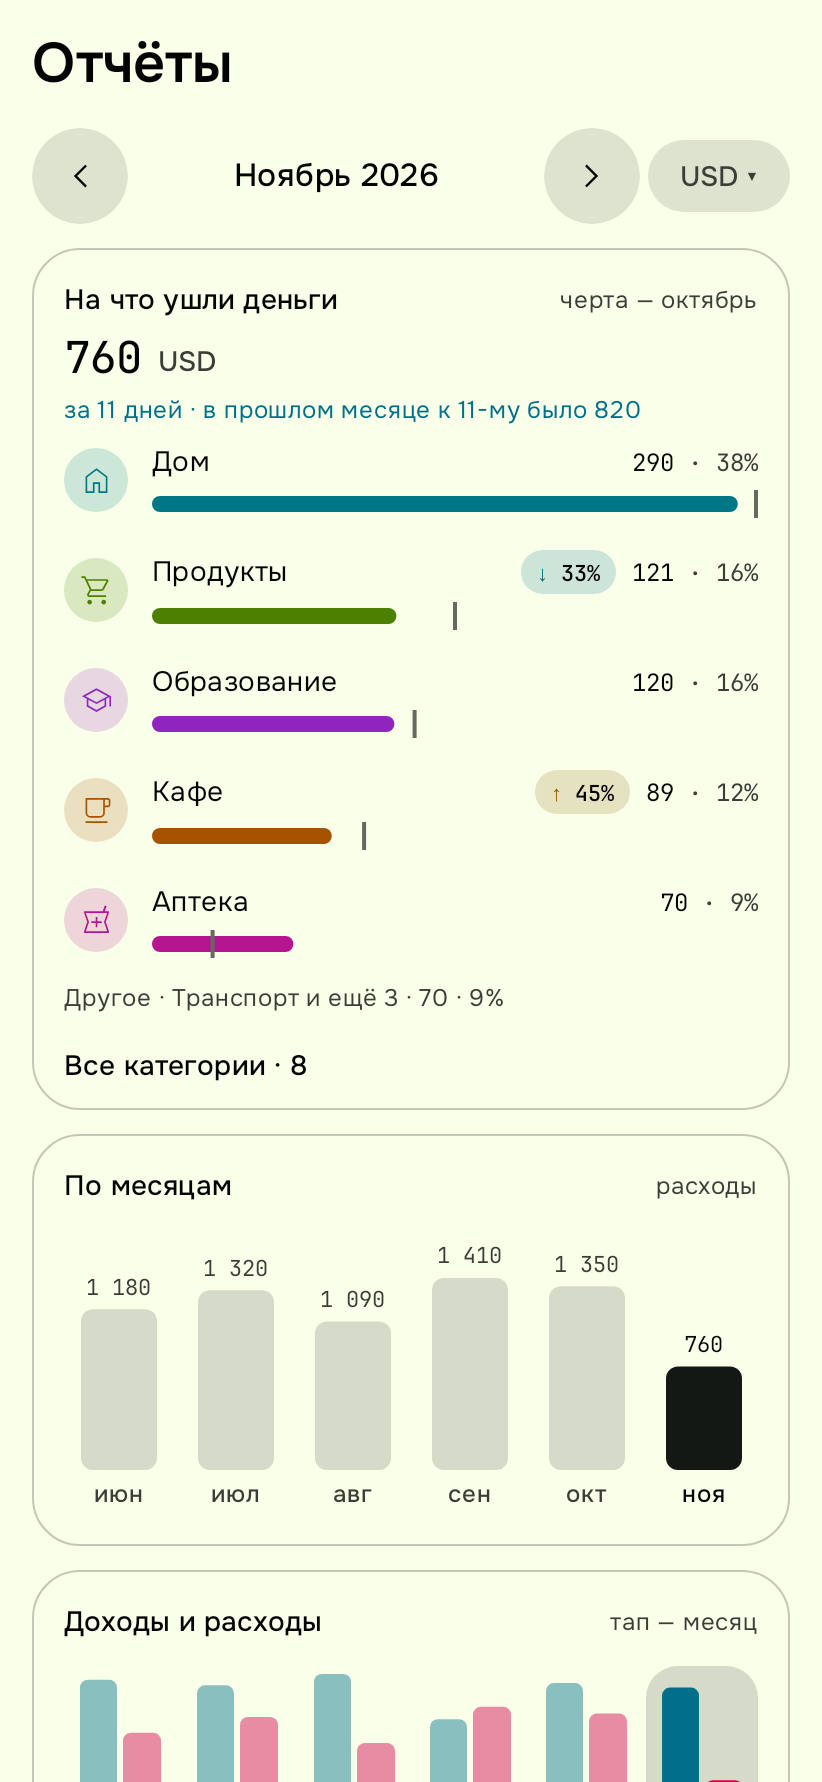 Отчёты
Ноябрь 2026
USD ▾
На что ушли деньги
черта — октябрь
760 USD
за 11 дней · в прошлом месяце к 11-му было 820
Дом
290 · 38%
Продукты
↓ 33% 121 · 16%
Образование
120 · 16%
Кафе
↑ 45% 89 · 12%
Аптека
70 · 9%
Другое · Транспорт и ещё 3 · 70 · 9%
Все категории · 8
По месяцам
расходы
1 180
1 320
1 090
1 410
1 350
760
июн
июл
авг
сен
окт
ноя
Доходы и расходы
тап — месяц